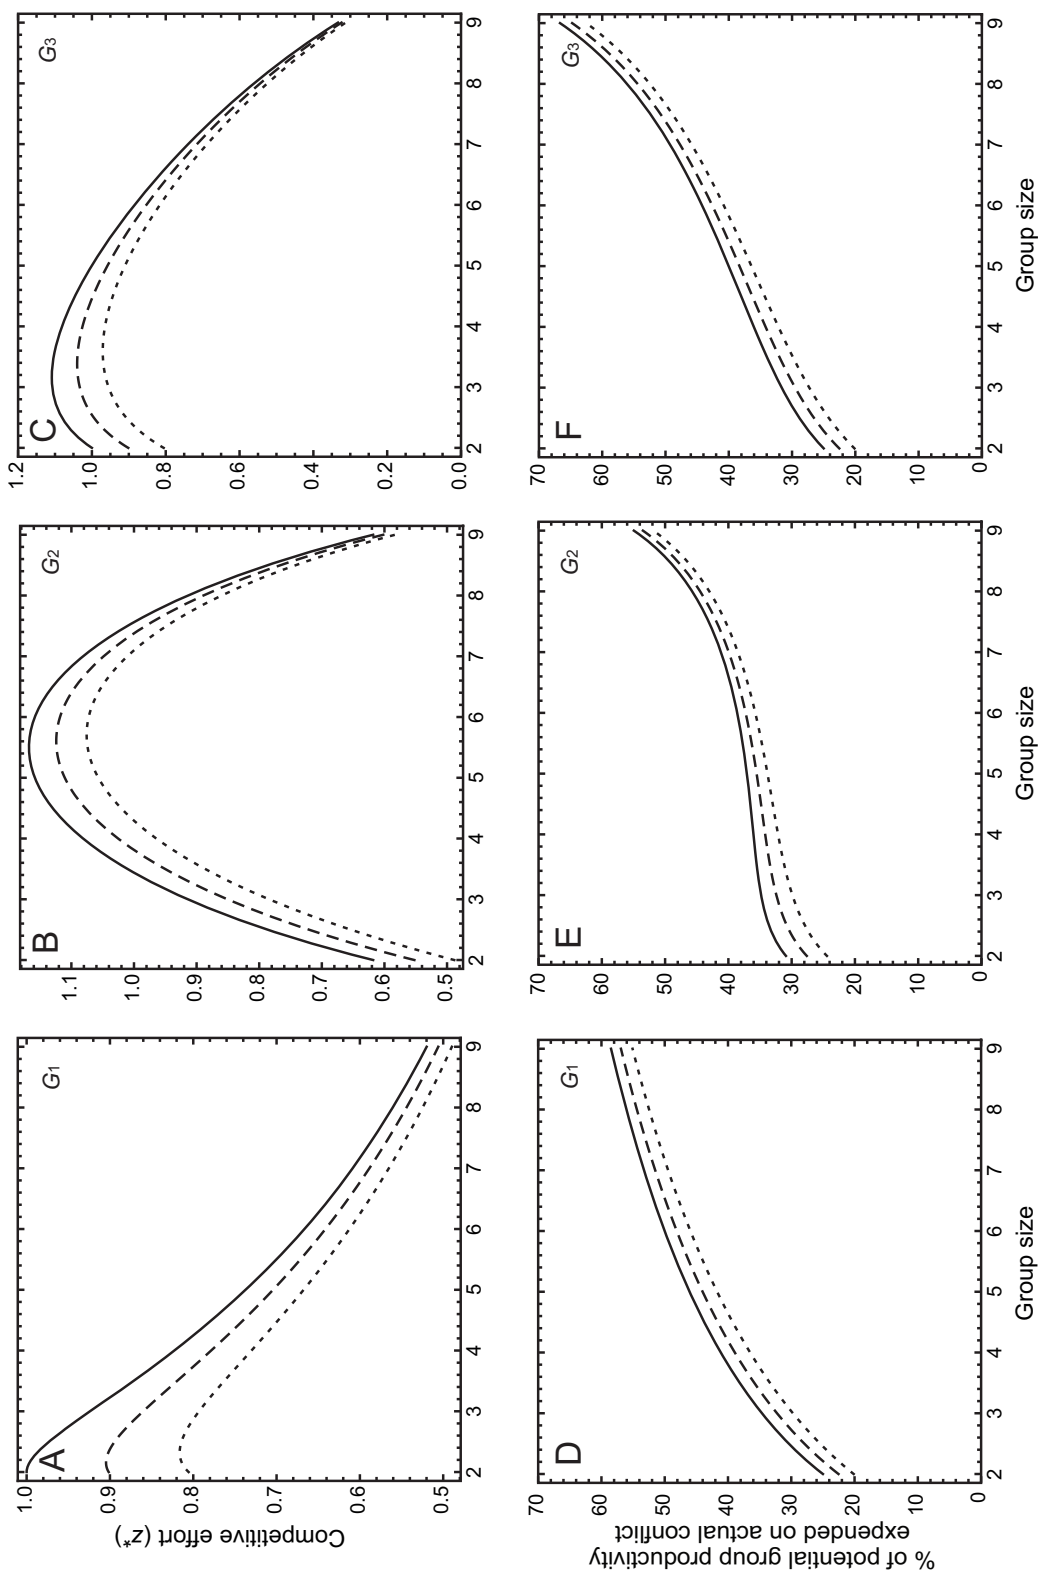 Competitive effort (z*)
A
G1
1.0
0.9
0.8
0.7
0.6
0.5
2 3 4 5 6 7 8 9
B
G2
1.1
1.0
0.9
0.8
0.7
0.6
0.5
2 3 4 5 6 7 8 9
C
G3
1.2
1.0
0.8
0.6
0.4
0.2
0.0
2 3 4 5 6 7 8 9
% of potential group productivity
expended on actual conflict
D
G1
70
60
50
40
30
20
10
0
2 3 4 5 6 7 8 9
Group size
E
G2
70
60
50
40
30
20
10
0
2 3 4 5 6 7 8 9
Group size
F
G3
70
60
50
40
30
20
10
0
2 3 4 5 6 7 8 9
Group size